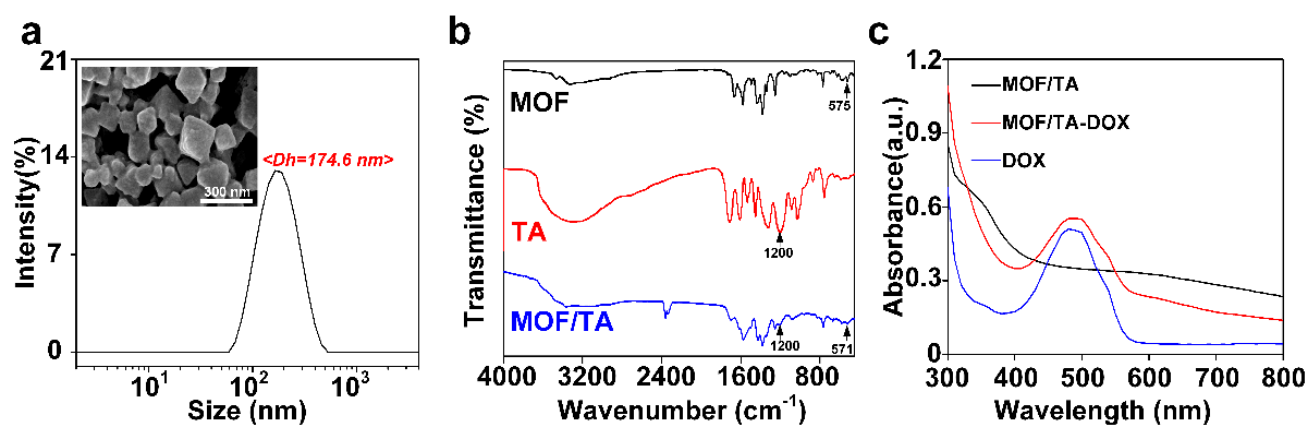 a
21
14
7
0
Intensity(%)
<Dh=174.6 nm>
300 nm
10¹
10²
10³
Size (nm)
b
Transmittance (%)
MOF
575
TA
1200
MOF/TA
1200
571
4000
3200
2400
1600
800
Wavenumber (cm⁻¹)
c
1.2
0.9
0.6
0.3
0
Absorbance(a.u.)
MOF/TA
MOF/TA-DOX
DOX
300
400
500
600
700
800
Wavelength (nm)